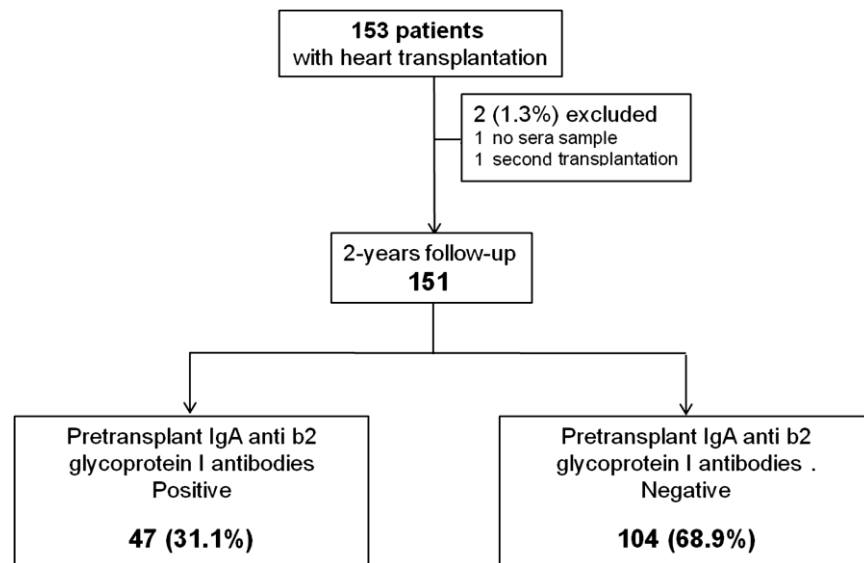 153 patients
with heart transplantation
2 (1.3%) excluded
1 no sera sample
1 second transplantation
2-years follow-up
151
Pretransplant IgA anti b2
glycoprotein I antibodies
Positive
47 (31.1%)
Pretransplant IgA anti b2
glycoprotein I antibodies .
Negative
104 (68.9%)